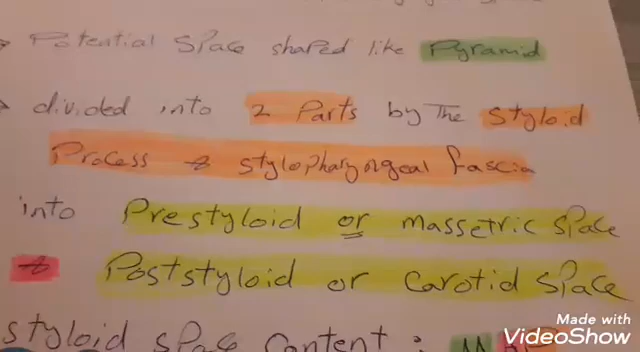 Potential Space shaped like Pyramid
divided into 2 Parts by the Styloid
Process & stylopharyngeal fascia
into Prestyloid or massetric space
& Poststyloid or carotid space
styloid space content :
Made with
VideoShow